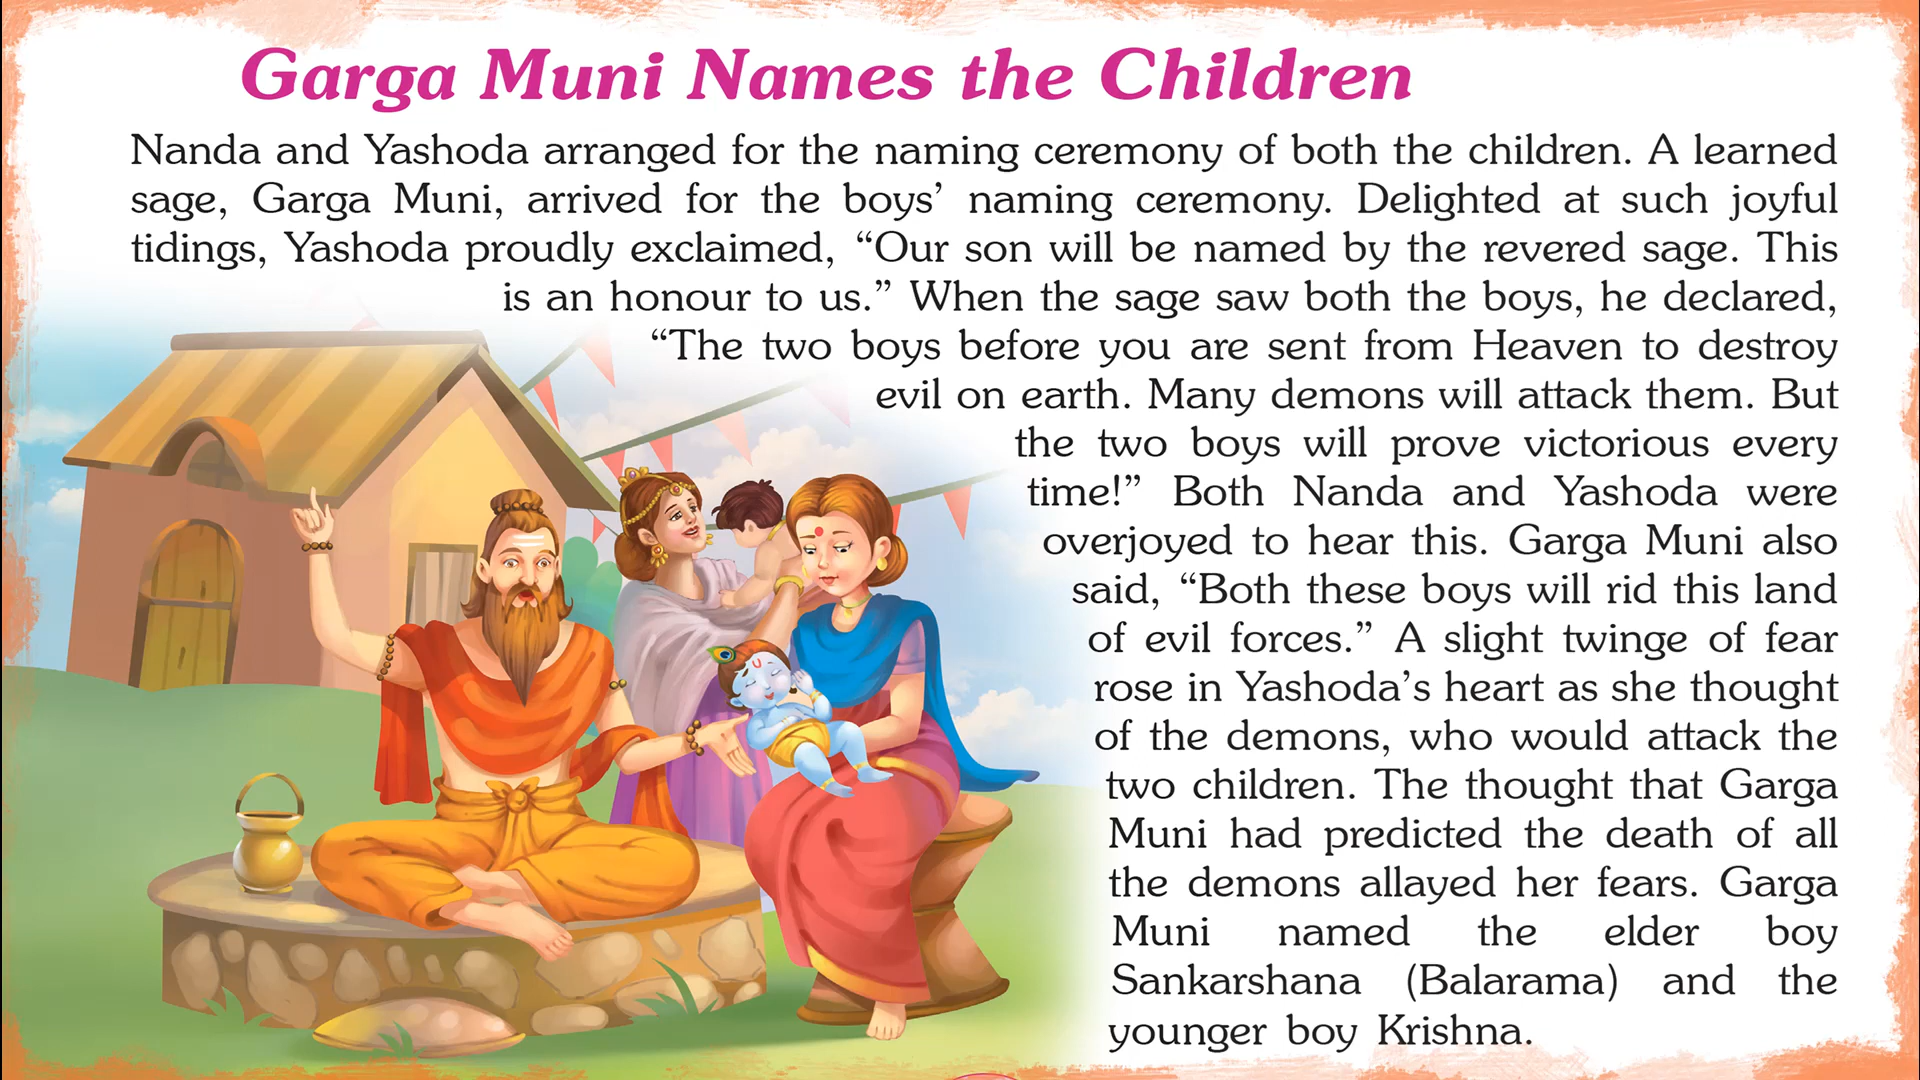 Garga Muni Names the Children
Nanda and Yashoda arranged for the naming ceremony of both the children. A learned
sage, Garga Muni, arrived for the boys’ naming ceremony. Delighted at such joyful
tidings, Yashoda proudly exclaimed, “Our son will be named by the revered sage. This
is an honour to us.” When the sage saw both the boys, he declared,
“The two boys before you are sent from Heaven to destroy
evil on earth. Many demons will attack them. But
the two boys will prove victorious every
time!” Both Nanda and Yashoda were
overjoyed to hear this. Garga Muni also
said, “Both these boys will rid this land
of evil forces.” A slight twinge of fear
rose in Yashoda’s heart as she thought
of the demons, who would attack the
two children. The thought that Garga
Muni had predicted the death of all
the demons allayed her fears. Garga
Muni named the elder boy
Sankarshana (Balarama) and the
younger boy Krishna.